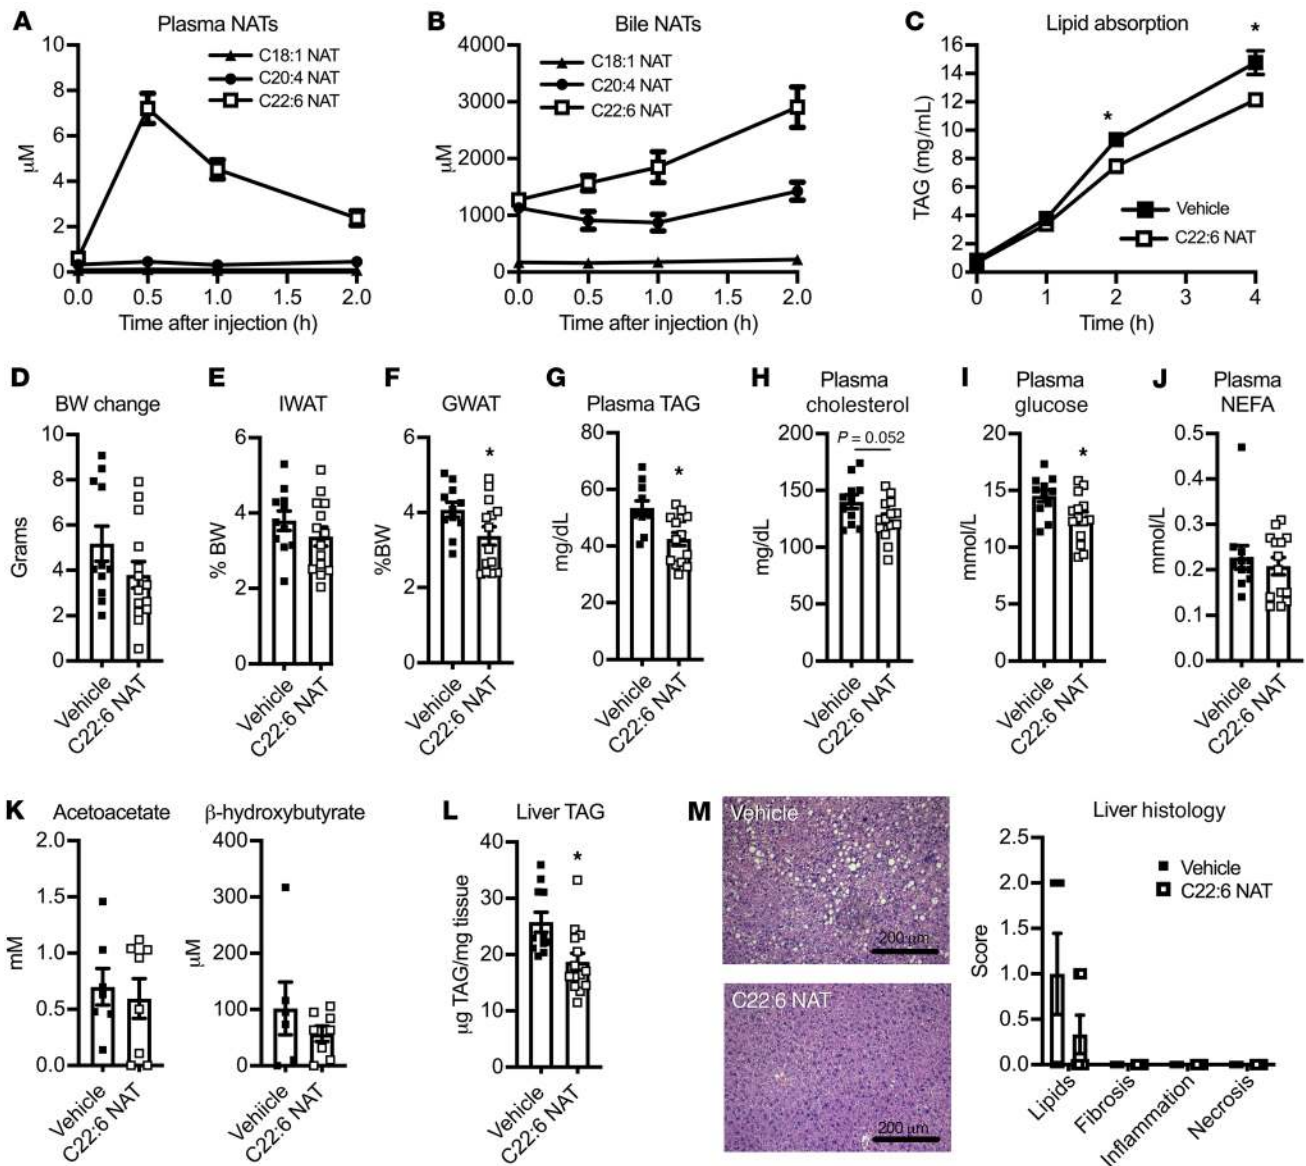 A Plasma NATs
10
8
6
4
2
0
μM
C18:1 NAT
C20:4 NAT
C22:6 NAT
0.0 0.5 1.0 1.5 2.0
Time after injection (h)
B Bile NATs
4000
3000
2000
1000
0
μM
C18:1 NAT
C20:4 NAT
C22:6 NAT
0.0 0.5 1.0 1.5 2.0
Time after injection (h)
C Lipid absorption
16
14
12
10
8
6
4
2
0
TAG (mg/mL)
*
*
Vehicle
C22:6 NAT
0 1 2 3 4
Time (h)
D
BW change
10
8
6
4
2
0
Grams
Vehicle
C22:6 NAT
E
IWAT
6
4
2
0
% BW
Vehicle
C22:6 NAT
F
GWAT
6
4
2
0
%BW
*
Vehicle
C22:6 NAT
G
Plasma TAG
80
60
40
20
0
mg/dL
*
Vehicle
C22:6 NAT
H Plasma
cholesterol
200
150
100
50
0
mg/dL
P = 0.052
Vehicle
C22:6 NAT
I Plasma
glucose
20
15
10
5
0
mmol/L
*
Vehicle
C22:6 NAT
J Plasma
NEFA
0.5
0.4
0.3
0.2
0.1
0.0
mmol/L
Vehicle
C22:6 NAT
K Acetoacetate
2.0
1.5
1.0
0.5
0.0
mM
Vehicle
C22:6 NAT
β-hydroxybutyrate
400
300
200
100
0
μM
Vehiicle
C22:6 NAT
L Liver TAG
40
30
20
10
0
μg TAG/mg tissue
*
Vehicle
C22:6 NAT
M
Vehicle
200 μm
C22:6 NAT
200 μm
Liver histology
2.5
2.0
1.5
1.0
0.5
0.0
Score
Vehicle
C22:6 NAT
Lipids
Fibrosis
Inflammation
Necrosis